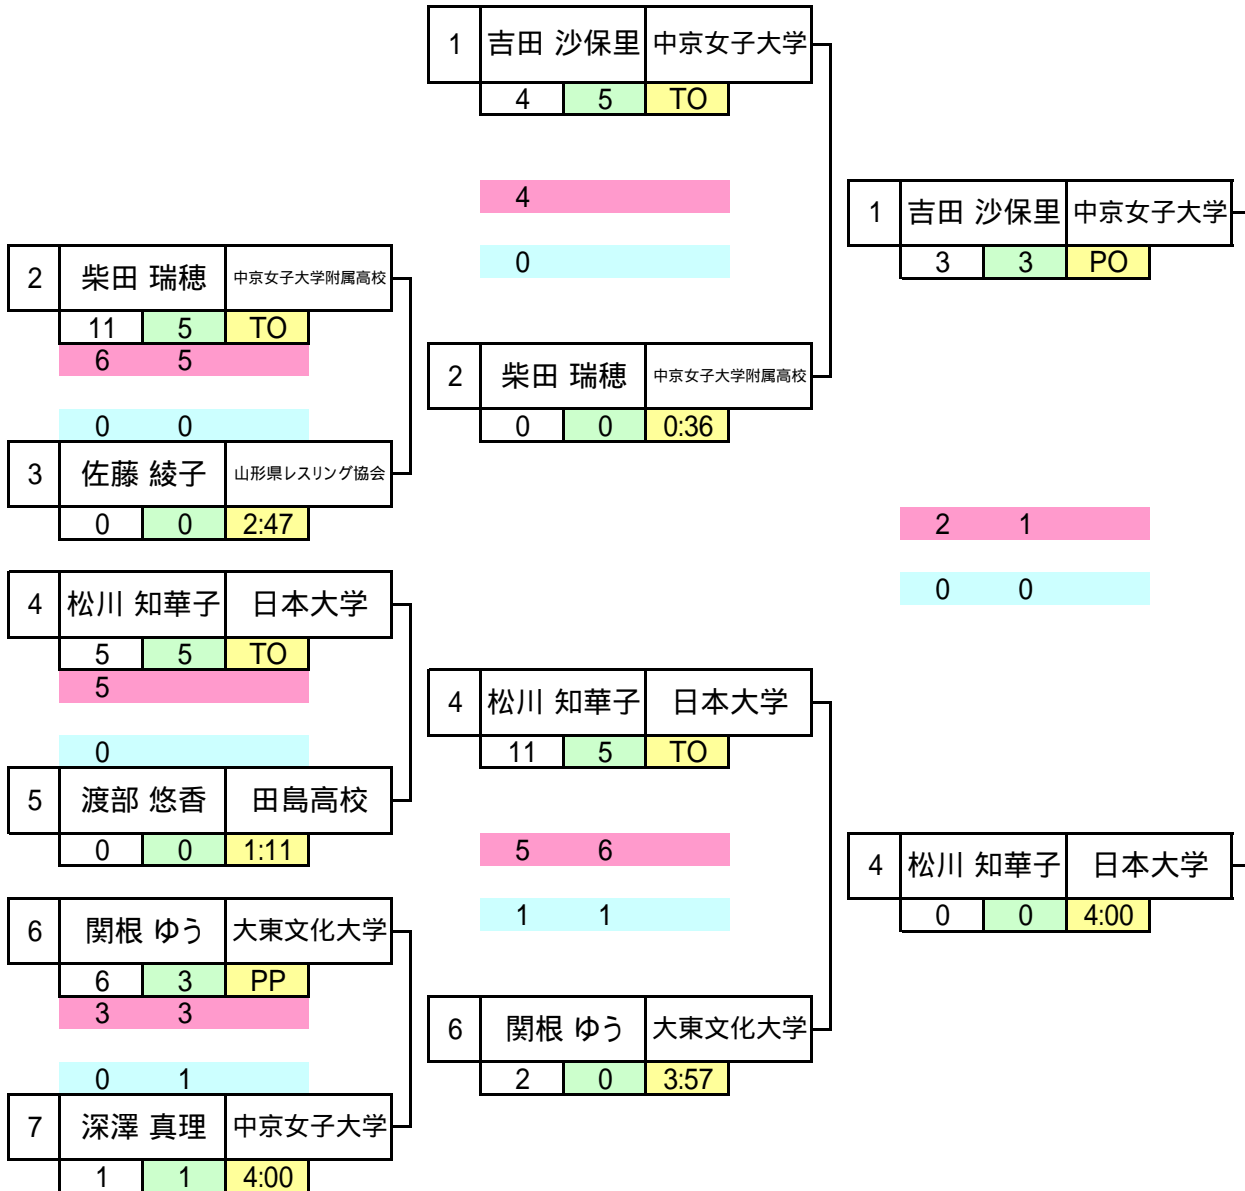 1 吉田 沙保里 中京女子大学
4 5 TO
4
0
2 柴田 瑞穂 中京女子大学附属高校
0 0 0:36
1 吉田 沙保里 中京女子大学
3 3 PO
2 柴田 瑞穂 中京女子大学附属高校
11 5 TO
6 5
0 0
3 佐藤 綾子 山形県レスリング協会
0 0 2:47
2 1
0 0
4 松川 知華子 日本大学
5 5 TO
5
0
5 渡部 悠香 田島高校
0 0 1:11
4 松川 知華子 日本大学
11 5 TO
5 6
1 1
6 関根 ゆう 大東文化大学
2 0 3:57
4 松川 知華子 日本大学
0 0 4:00
6 関根 ゆう 大東文化大学
6 3 PP
3 3
0 1
7 深澤 真理 中京女子大学
1 1 4:00